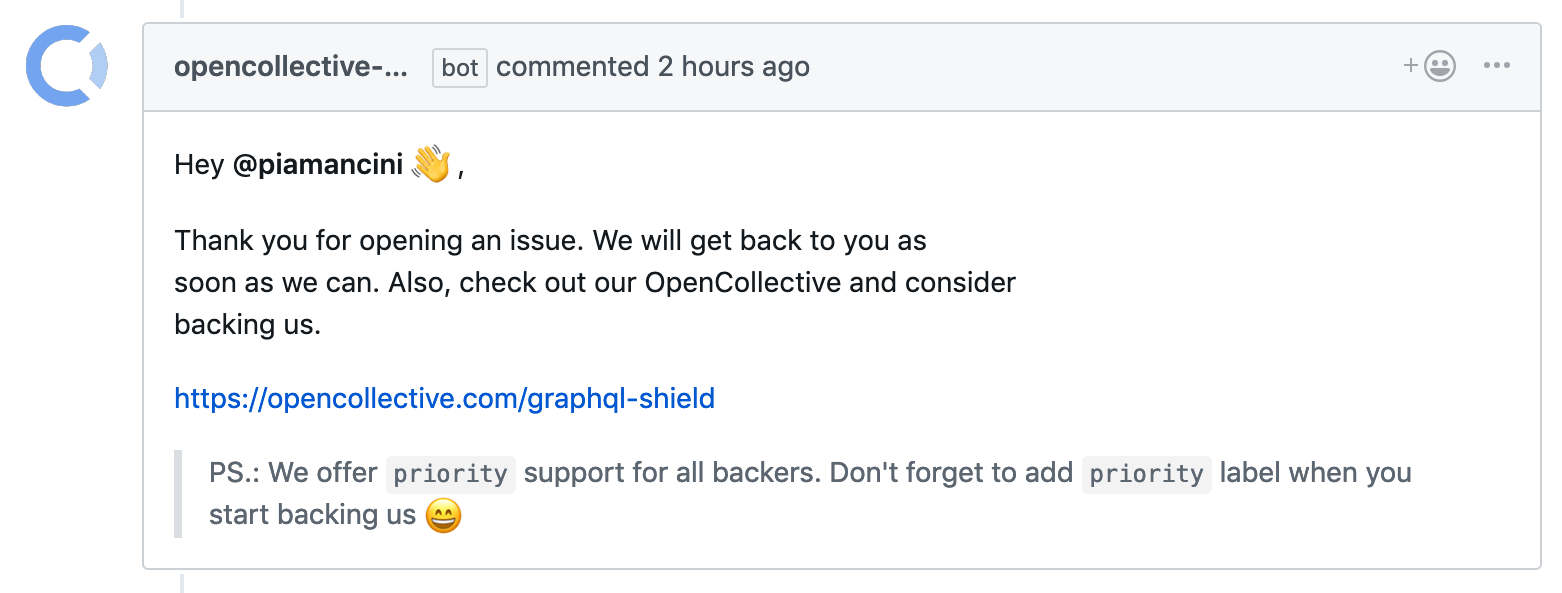 opencollective-... bot commented 2 hours ago
Hey @piamancini 👋 ,
Thank you for opening an issue. We will get back to you as
soon as we can. Also, check out our OpenCollective and consider
backing us.
https://opencollective.com/graphql-shield
PS.: We offer priority support for all backers. Don't forget to add priority label when you
start backing us 😄